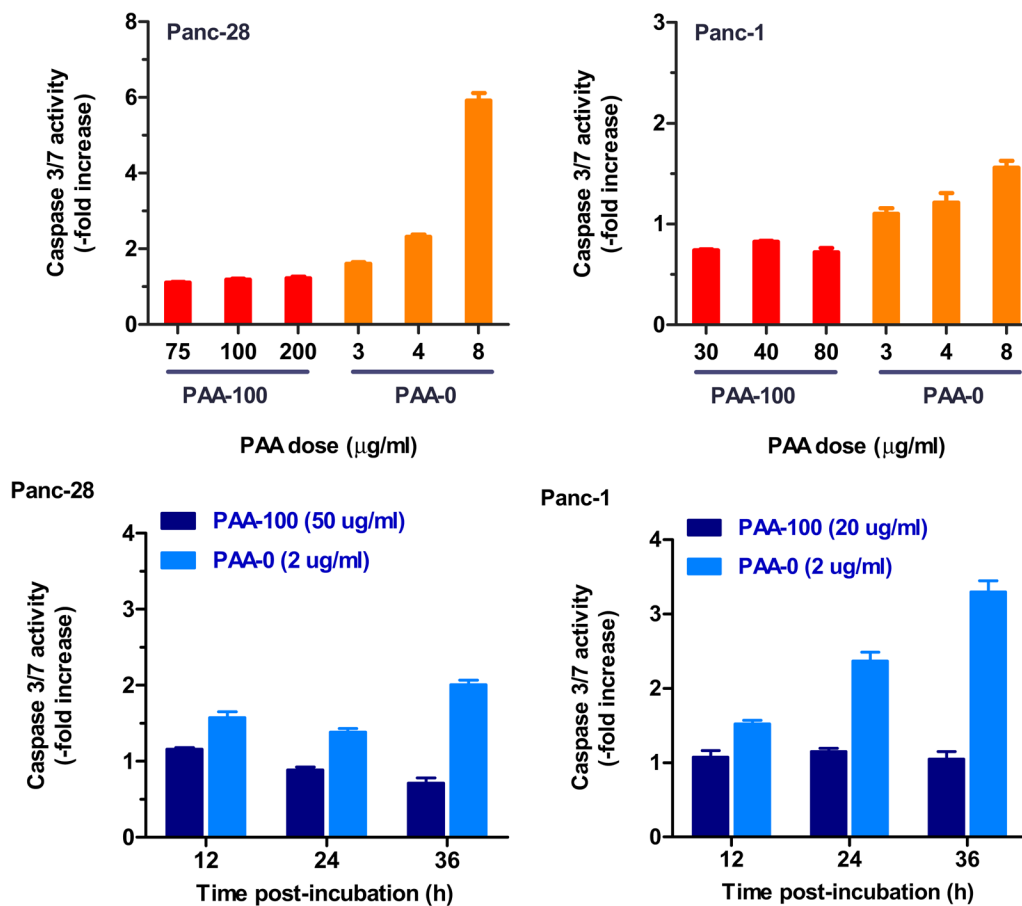 Panc-28
Caspase 3/7 activity
(-fold increase)
8
6
4
2
0
75 100 200 3 4 8
PAA-100 PAA-0
PAA dose (μg/ml)
Panc-1
Caspase 3/7 activity
(-fold increase)
3
2
1
0
30 40 80 3 4 8
PAA-100 PAA-0
PAA dose (μg/ml)
Panc-28
PAA-100 (50 ug/ml)
PAA-0 (2 ug/ml)
Caspase 3/7 activity
(-fold increase)
4
3
2
1
0
12 24 36
Time post-incubation (h)
Panc-1
PAA-100 (20 ug/ml)
PAA-0 (2 ug/ml)
Caspase 3/7 activity
(-fold increase)
4
3
2
1
0
12 24 36
Time post-incubation (h)